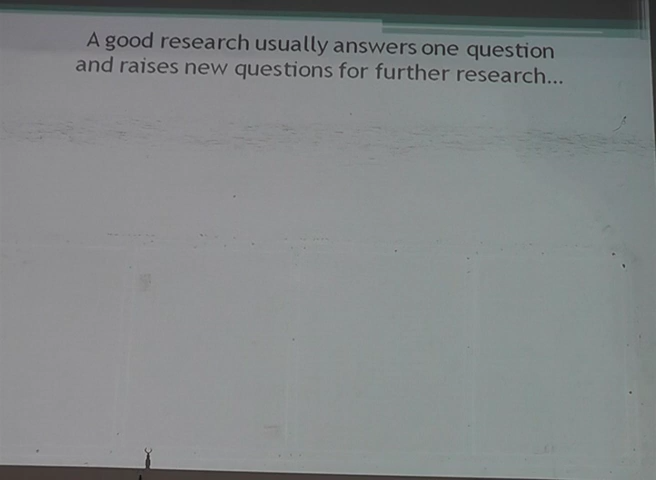 A good research usually answers one question
and raises new questions for further research...